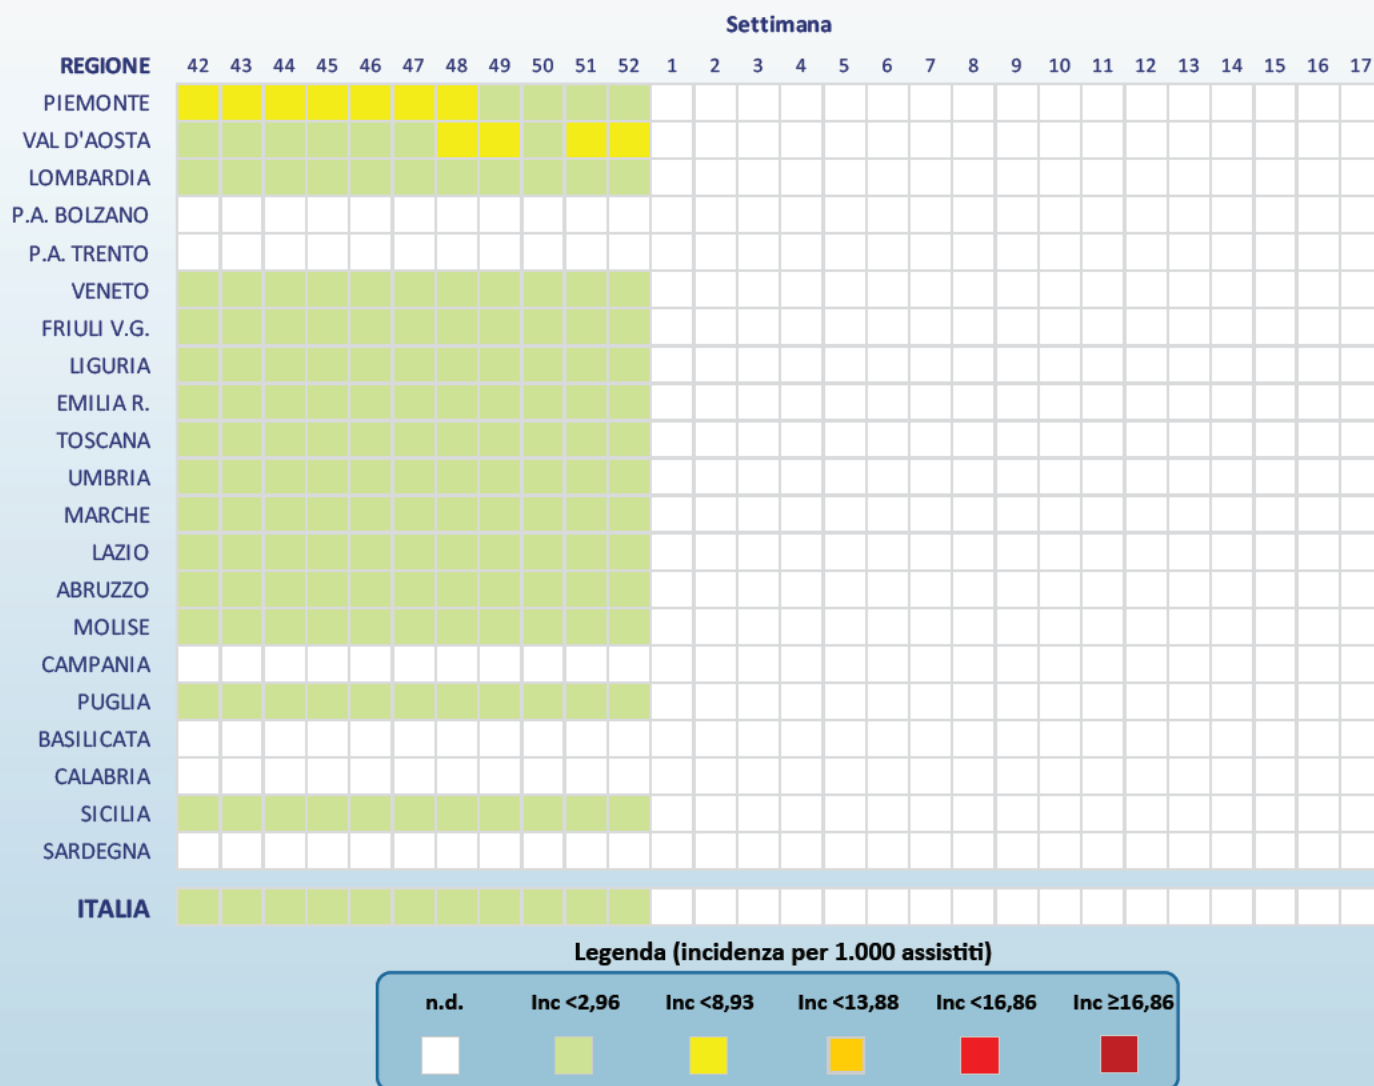 Settimana
REGIONE 42 43 44 45 46 47 48 49 50 51 52 1 2 3 4 5 6 7 8 9 10 11 12 13 14 15 16 17
PIEMONTE
VAL D'AOSTA
LOMBARDIA
P.A. BOLZANO
P.A. TRENTO
VENETO
FRIULI V.G.
LIGURIA
EMILIA R.
TOSCANA
UMBRIA
MARCHE
LAZIO
ABRUZZO
MOLISE
CAMPANIA
PUGLIA
BASILICATA
CALABRIA
SICILIA
SARDEGNA
ITALIA
Legenda (incidenza per 1.000 assistiti)
n.d. Inc <2,96 Inc <8,93 Inc <13,88 Inc <16,86 Inc ≥16,86